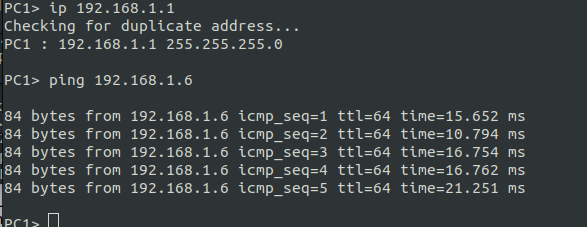 PC1> ip 192.168.1.1
Checking for duplicate address...
PC1 : 192.168.1.1 255.255.255.0
PC1> ping 192.168.1.6
84 bytes from 192.168.1.6 icmp_seq=1 ttl=64 time=15.652 ms
84 bytes from 192.168.1.6 icmp_seq=2 ttl=64 time=10.794 ms
84 bytes from 192.168.1.6 icmp_seq=3 ttl=64 time=16.754 ms
84 bytes from 192.168.1.6 icmp_seq=4 ttl=64 time=16.762 ms
84 bytes from 192.168.1.6 icmp_seq=5 ttl=64 time=21.251 ms
PC1>